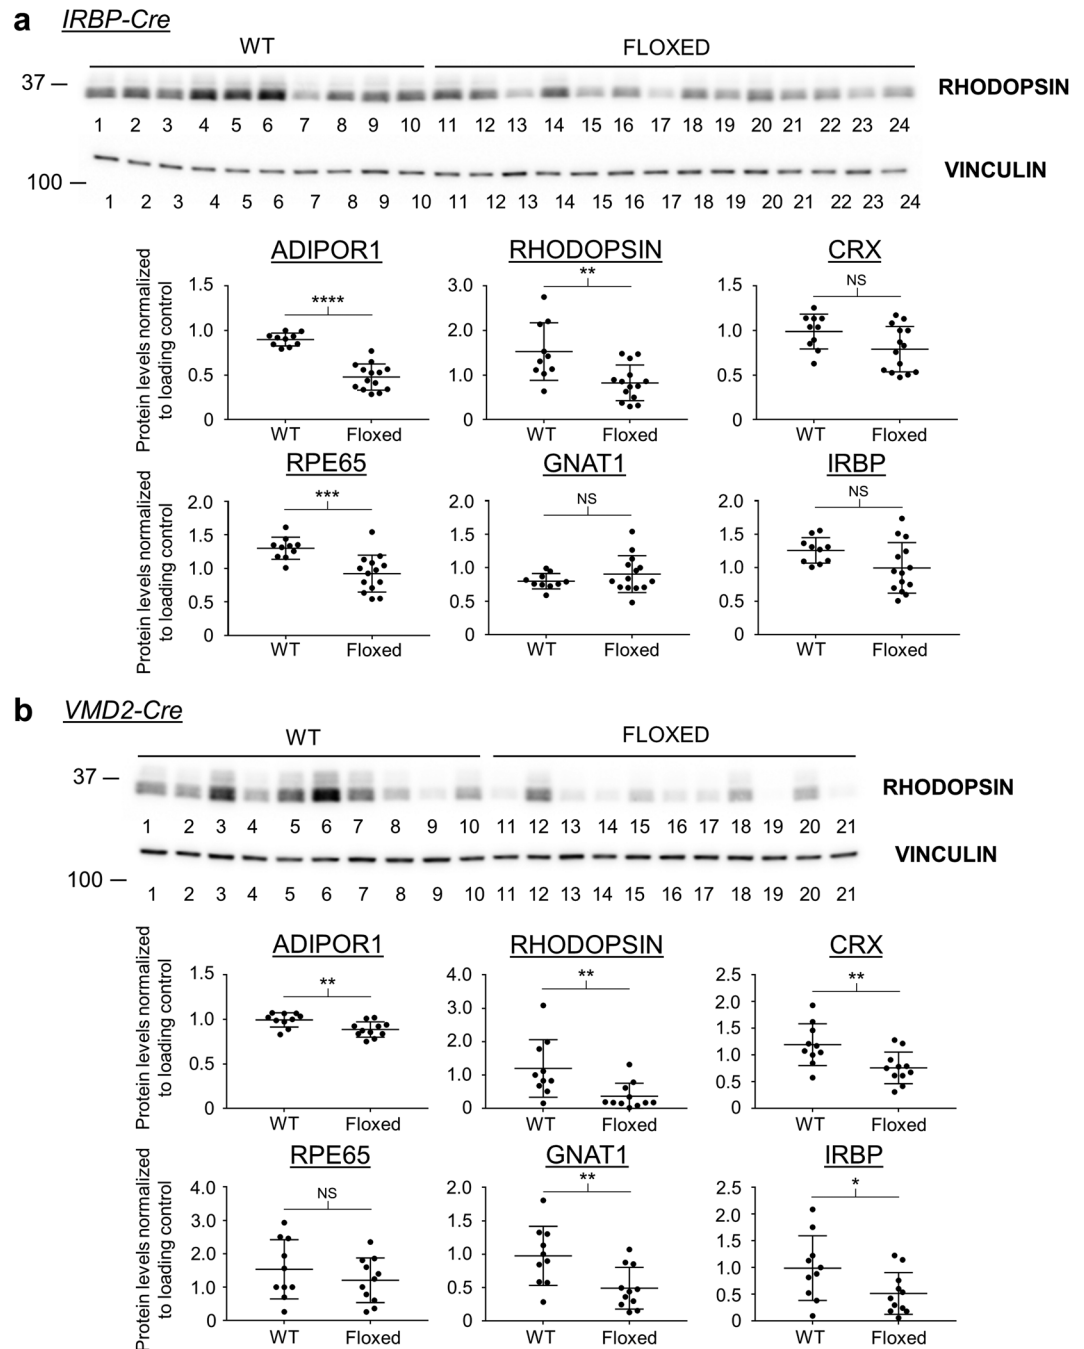 a IRBP-Cre
WT FLOXED
37 — RHODOPSIN
1 2 3 4 5 6 7 8 9 10 11 12 13 14 15 16 17 18 19 20 21 22 23 24
VINCULIN
100 —
1 2 3 4 5 6 7 8 9 10 11 12 13 14 15 16 17 18 19 20 21 22 23 24
Protein levels normalized
to loading control
ADIPOR1
****
1.5
1.0
0.5
0
WT Floxed
RHODOPSIN
**
3.0
2.0
1.0
0
WT Floxed
CRX
NS
1.5
1.0
0.5
0
WT Floxed
Protein levels normalized
to loading control
RPE65
***
2.0
1.5
1.0
0.5
0
WT Floxed
GNAT1
NS
2.0
1.5
1.0
0.5
0
WT Floxed
IRBP
NS
2.0
1.5
1.0
0.5
0
WT Floxed
b VMD2-Cre
WT FLOXED
37 — RHODOPSIN
1 2 3 4 5 6 7 8 9 10 11 12 13 14 15 16 17 18 19 20 21
VINCULIN
100 —
1 2 3 4 5 6 7 8 9 10 11 12 13 14 15 16 17 18 19 20 21
Protein levels normalized
to loading control
ADIPOR1
**
1.5
1.0
0.5
0
WT Floxed
RHODOPSIN
**
4.0
3.0
2.0
1.0
0
WT Floxed
CRX
**
2.5
2.0
1.5
1.0
0.5
0
WT Floxed
Protein levels normalized
to loading control
RPE65
NS
4.0
3.0
2.0
1.0
0
WT Floxed
GNAT1
**
2.0
1.5
1.0
0.5
0
WT Floxed
IRBP
*
2.5
2.0
1.5
1.0
0.5
0
WT Floxed